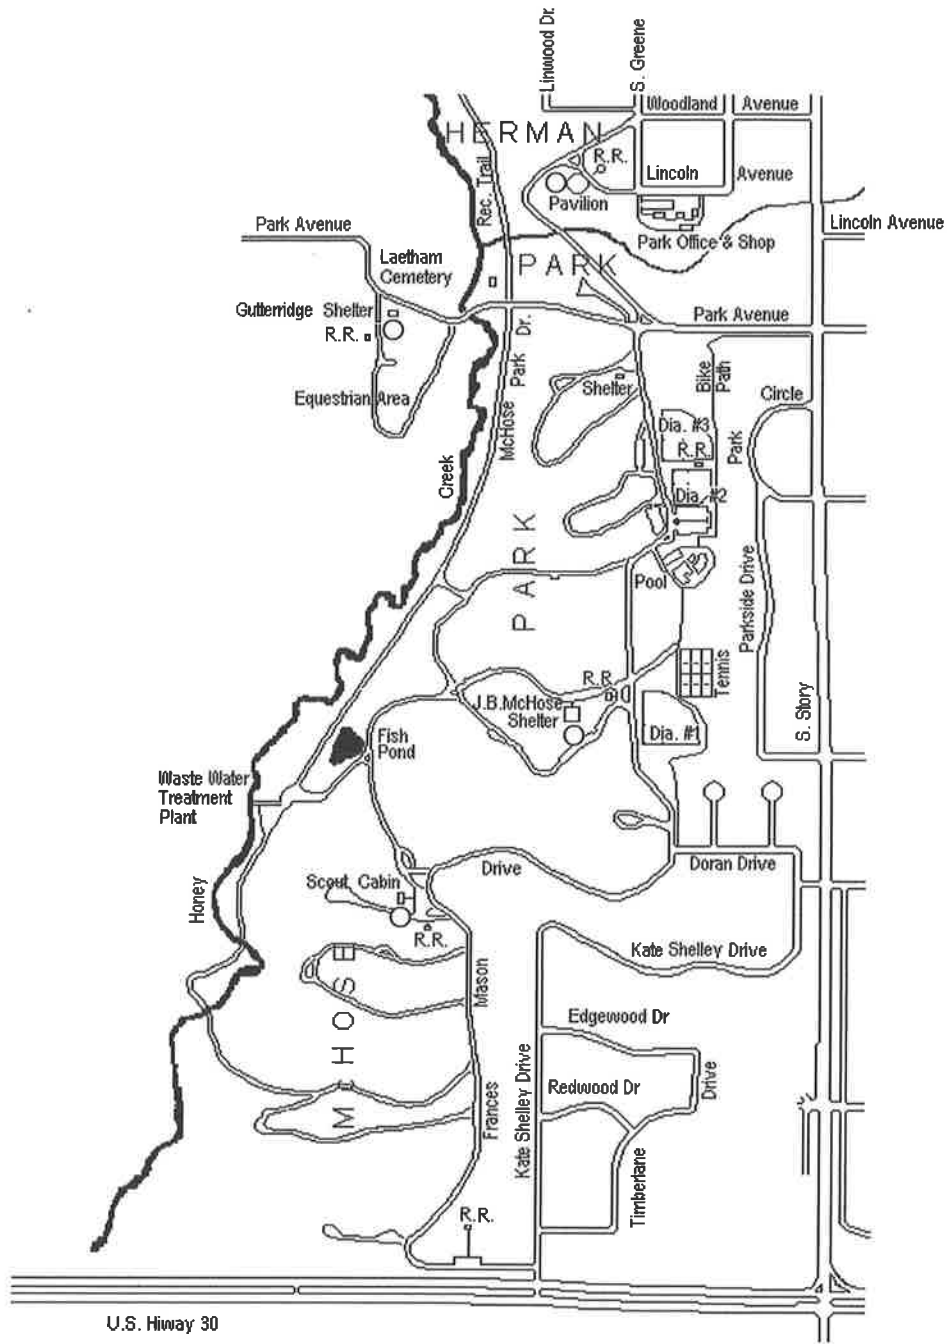 Linwood Dr.
S. Greene
Woodland Avenue
HERMAN
R.R.
Lincoln Avenue
Rec. Trail
Pavilion
Park Avenue
Lincoln Avenue
Park Office & Shop
Laetham
Cemetery
PARK
Gutterridge Shelter
R.R.
Park Avenue
McHose Park Dr.
Shelter
Bike
Path
Circle
Equestrian Area
Dia. #3
R.R.
Park
Creek
Dia. #2
PARK
Pool
Parkside Drive
R.R.
Tennis
J.B.McHose
Shelter
S. Story
Dia. #1
Fish
Pond
Waste Water
Treatment
Plant
Drive
Doran Drive
Scout Cabin
Honey
R.R.
Kate Shelley Drive
McHOSE
Mason
Edgewood Dr
Kate Shelley Drive
Redwood Dr
Drive
Frances
Timberlane
R.R.
U.S. Hiway 30